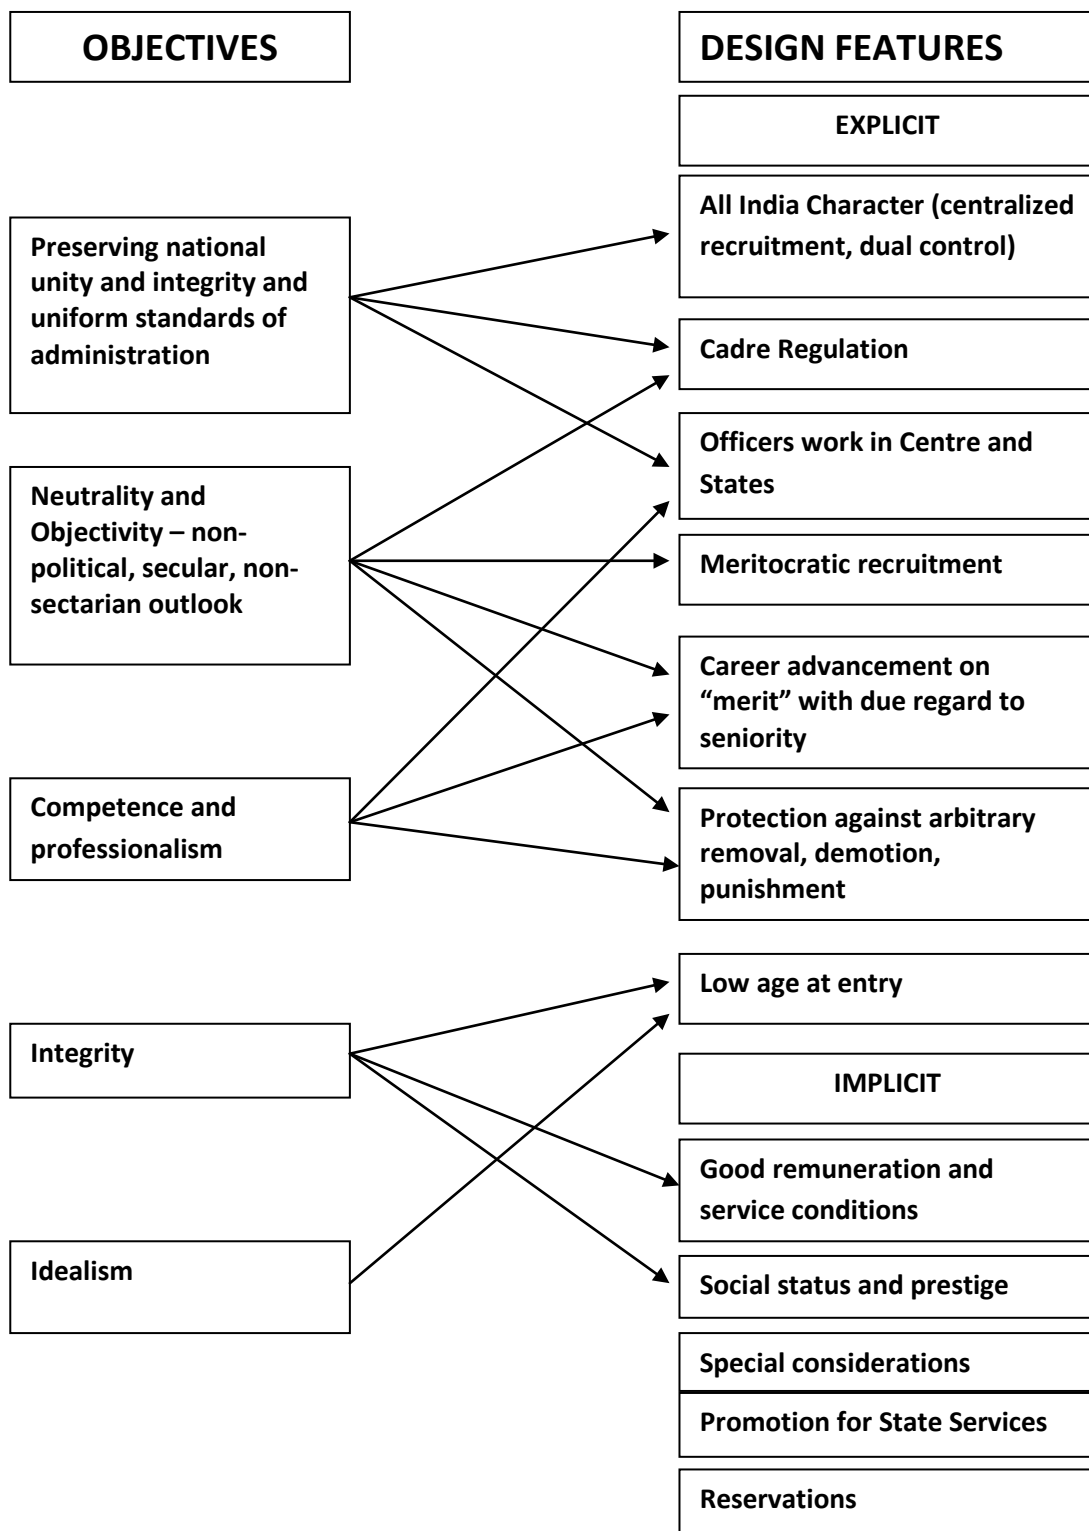 OBJECTIVES
DESIGN FEATURES
EXPLICIT
All India Character (centralized
recruitment, dual control)
Preserving national
unity and integrity and
uniform standards of
administration
Cadre Regulation
Officers work in Centre and
States
Neutrality and
Objectivity – non-
political, secular, non-
sectarian outlook
Meritocratic recruitment
Career advancement on
“merit” with due regard to
seniority
Competence and
professionalism
Protection against arbitrary
removal, demotion,
punishment
Low age at entry
Integrity
IMPLICIT
Good remuneration and
service conditions
Idealism
Social status and prestige
Special considerations
Promotion for State Services
Reservations